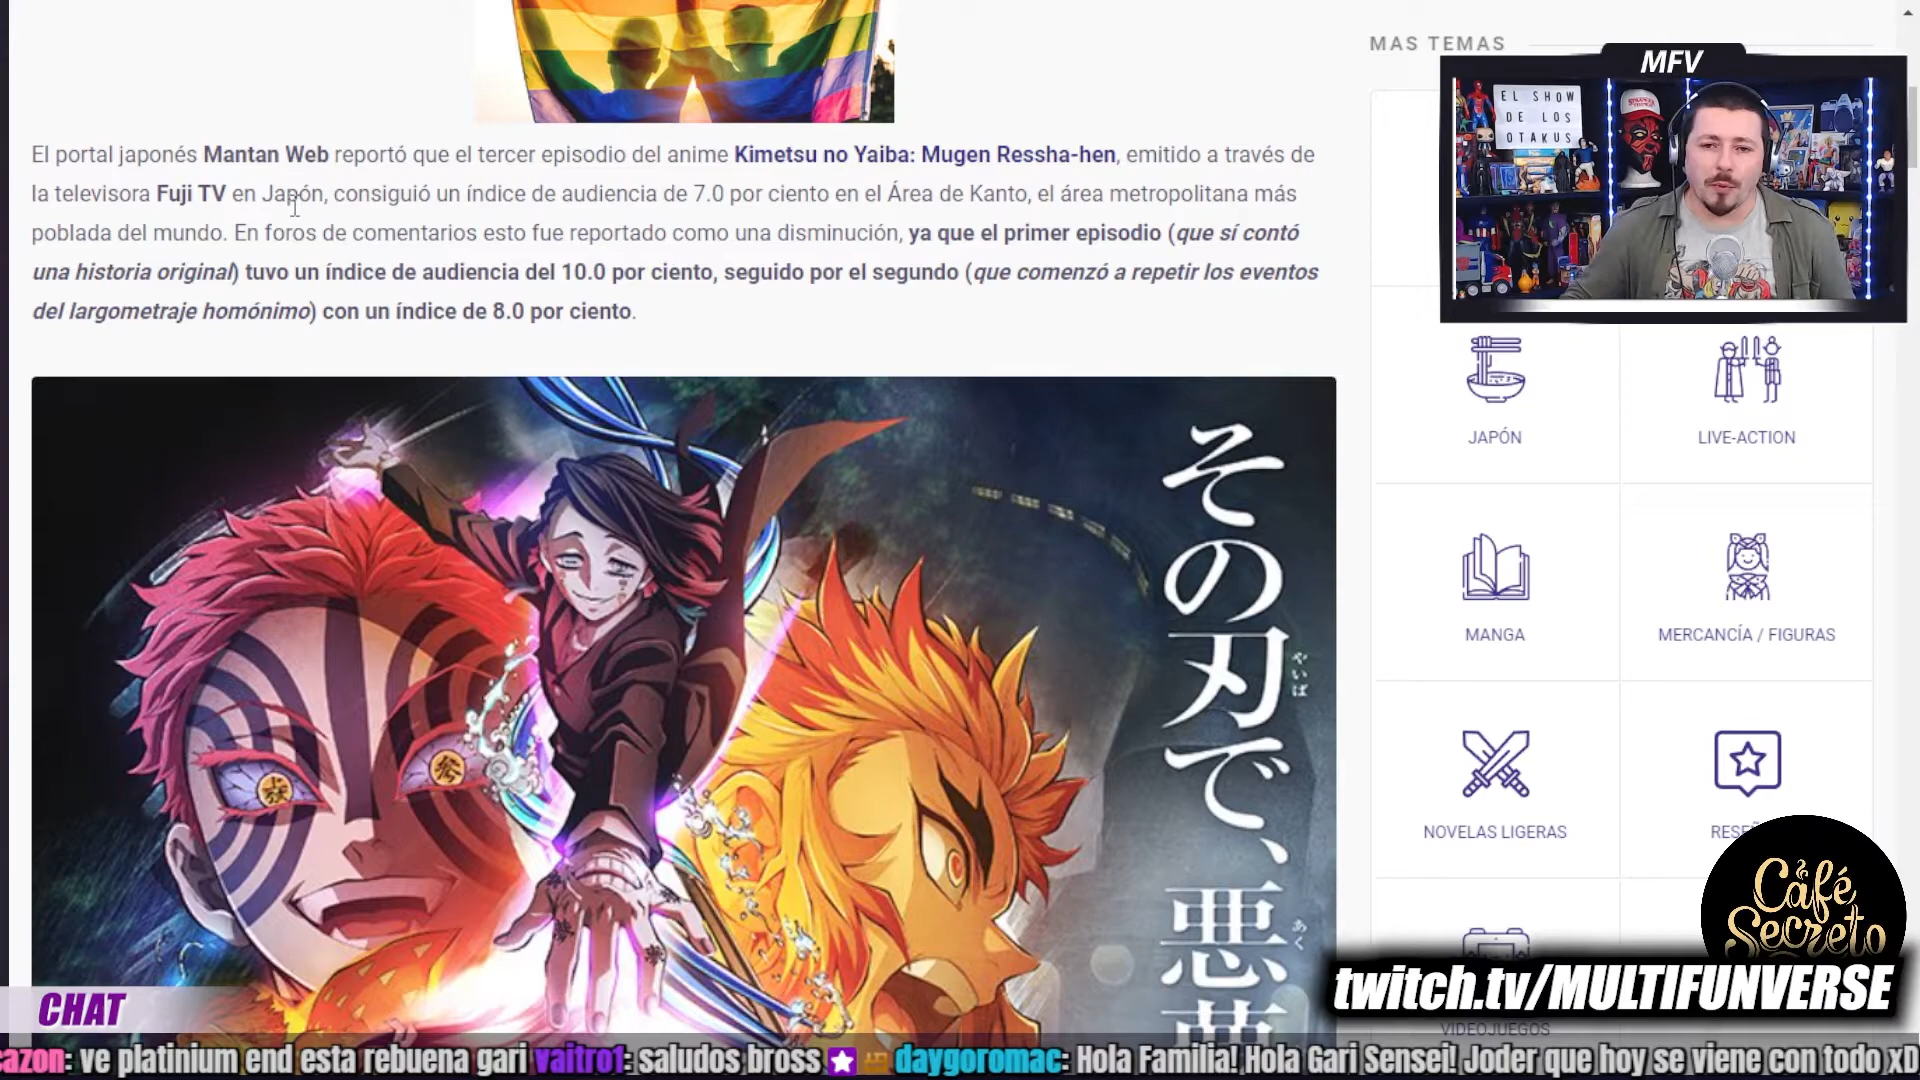 MAS TEMAS
MFV
EL SHOW
DE LOS
OTAKUS
El portal japonés Mantan Web reportó que el tercer episodio del anime Kimetsu no Yaiba: Mugen Ressha-hen, emitido a través de
la televisora Fuji TV en Japón, consiguió un índice de audiencia de 7.0 por ciento en el Área de Kanto, el área metropolitana más
poblada del mundo. En foros de comentarios esto fue reportado como una disminución, ya que el primer episodio (que sí contó
una historia original) tuvo un índice de audiencia del 10.0 por ciento, seguido por el segundo (que comenzó a repetir los eventos
del largometraje homónimo) con un índice de 8.0 por ciento.
その刃で、悪
やいば
あく
JAPÓN
LIVE-ACTION
MANGA
MERCANCÍA / FIGURAS
NOVELAS LIGERAS
Café
Secreto
twitch.tv/MULTIFUNVERSE
VIDEOJUEGOS
CHAT
azon: ve platinium end esta rebuena gari vaitro1: saludos bross daygoromac: Hola Familia! Hola Gari Sensei! Joder que hoy se viene con todo xD